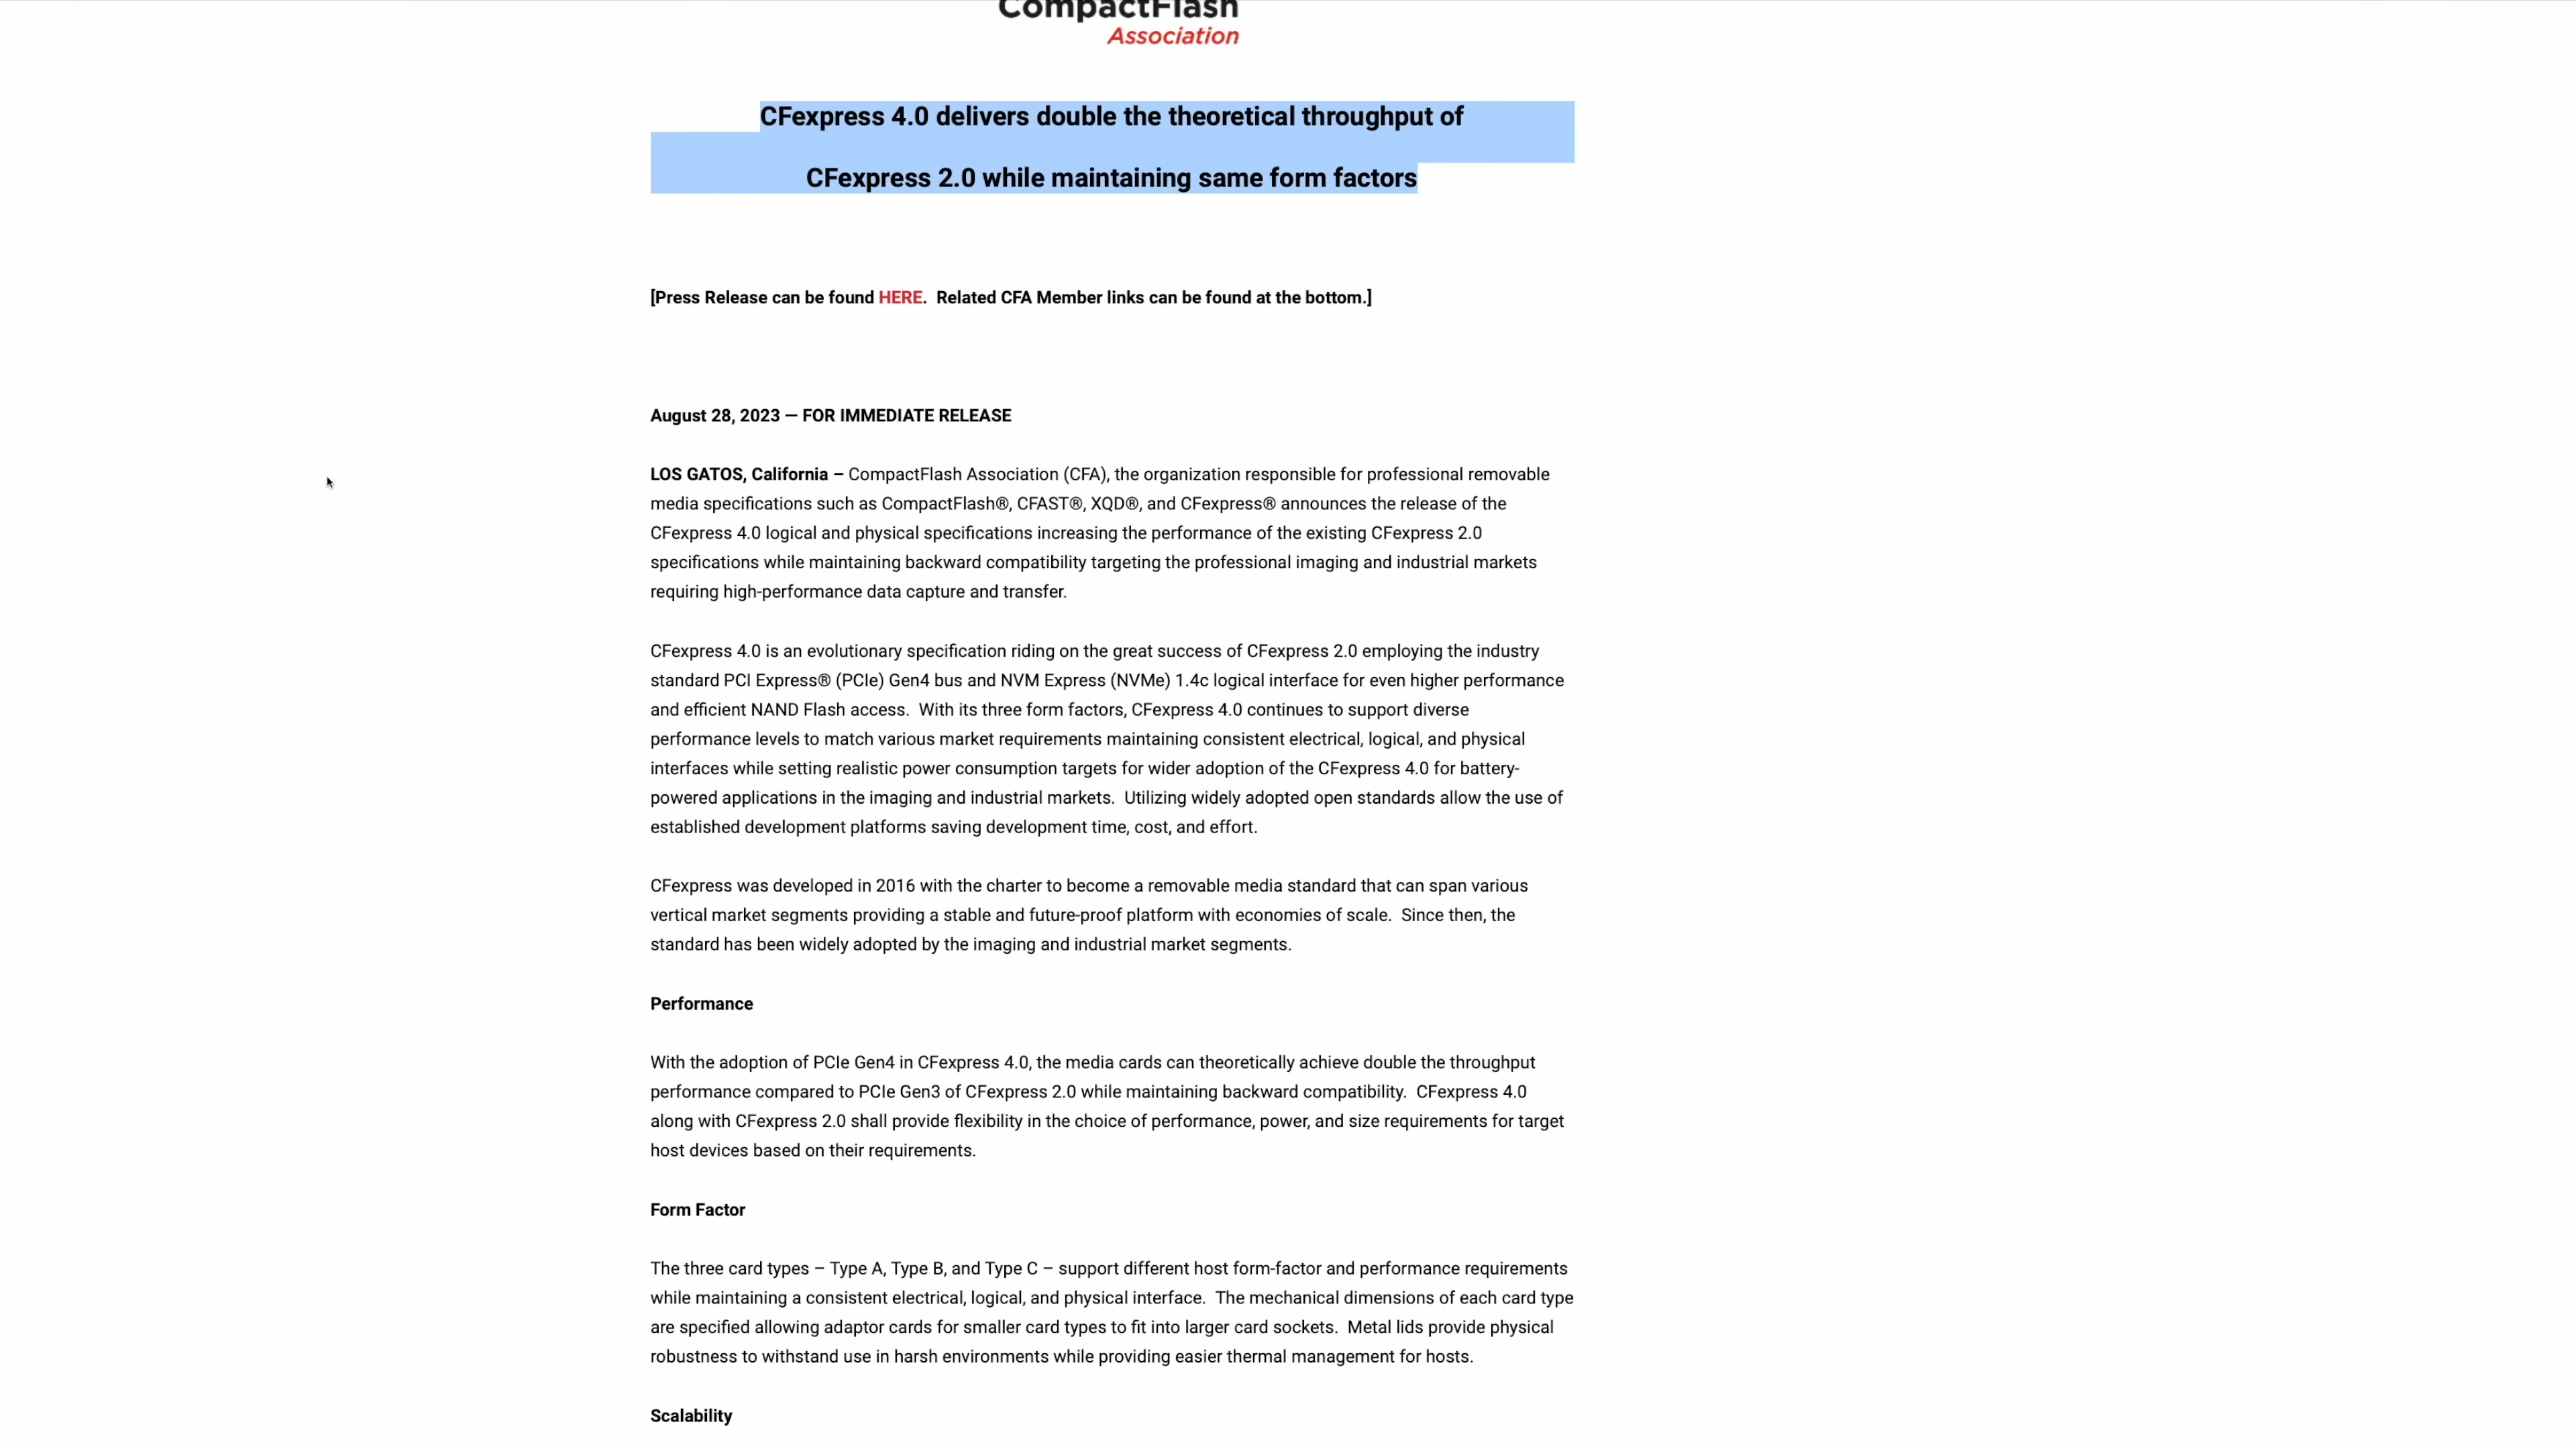 CompactFlash
Association
CFexpress 4.0 delivers double the theoretical throughput of
CFexpress 2.0 while maintaining same form factors
[Press Release can be found HERE.  Related CFA Member links can be found at the bottom.]
August 28, 2023 — FOR IMMEDIATE RELEASE
LOS GATOS, California – CompactFlash Association (CFA), the organization responsible for professional removable
media specifications such as CompactFlash®, CFAST®, XQD®, and CFexpress® announces the release of the
CFexpress 4.0 logical and physical specifications increasing the performance of the existing CFexpress 2.0
specifications while maintaining backward compatibility targeting the professional imaging and industrial markets
requiring high-performance data capture and transfer.
CFexpress 4.0 is an evolutionary specification riding on the great success of CFexpress 2.0 employing the industry
standard PCI Express® (PCIe) Gen4 bus and NVM Express (NVMe) 1.4c logical interface for even higher performance
and efficient NAND Flash access.  With its three form factors, CFexpress 4.0 continues to support diverse
performance levels to match various market requirements maintaining consistent electrical, logical, and physical
interfaces while setting realistic power consumption targets for wider adoption of the CFexpress 4.0 for battery-
powered applications in the imaging and industrial markets.  Utilizing widely adopted open standards allow the use of
established development platforms saving development time, cost, and effort.
CFexpress was developed in 2016 with the charter to become a removable media standard that can span various
vertical market segments providing a stable and future-proof platform with economies of scale.  Since then, the
standard has been widely adopted by the imaging and industrial market segments.
Performance
With the adoption of PCIe Gen4 in CFexpress 4.0, the media cards can theoretically achieve double the throughput
performance compared to PCIe Gen3 of CFexpress 2.0 while maintaining backward compatibility.  CFexpress 4.0
along with CFexpress 2.0 shall provide flexibility in the choice of performance, power, and size requirements for target
host devices based on their requirements.
Form Factor
The three card types – Type A, Type B, and Type C – support different host form-factor and performance requirements
while maintaining a consistent electrical, logical, and physical interface.  The mechanical dimensions of each card type
are specified allowing adaptor cards for smaller card types to fit into larger card sockets.  Metal lids provide physical
robustness to withstand use in harsh environments while providing easier thermal management for hosts.
Scalability